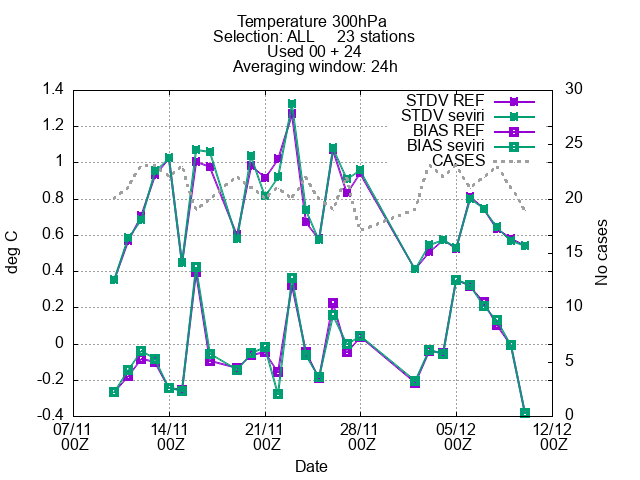 Temperature 300hPa
Selection: ALL 23 stations
Used 00 + 24
Averaging window: 24h
STDV REF
STDV seviri
BIAS REF
BIAS seviri
CASES
1.4
1.2
1
0.8
0.6
0.4
0.2
0
-0.2
-0.4
deg C
30
25
20
15
10
5
0
No cases
07/11 14/11 21/11 28/11 05/12 12/12
00Z 00Z 00Z 00Z 00Z 00Z
Date